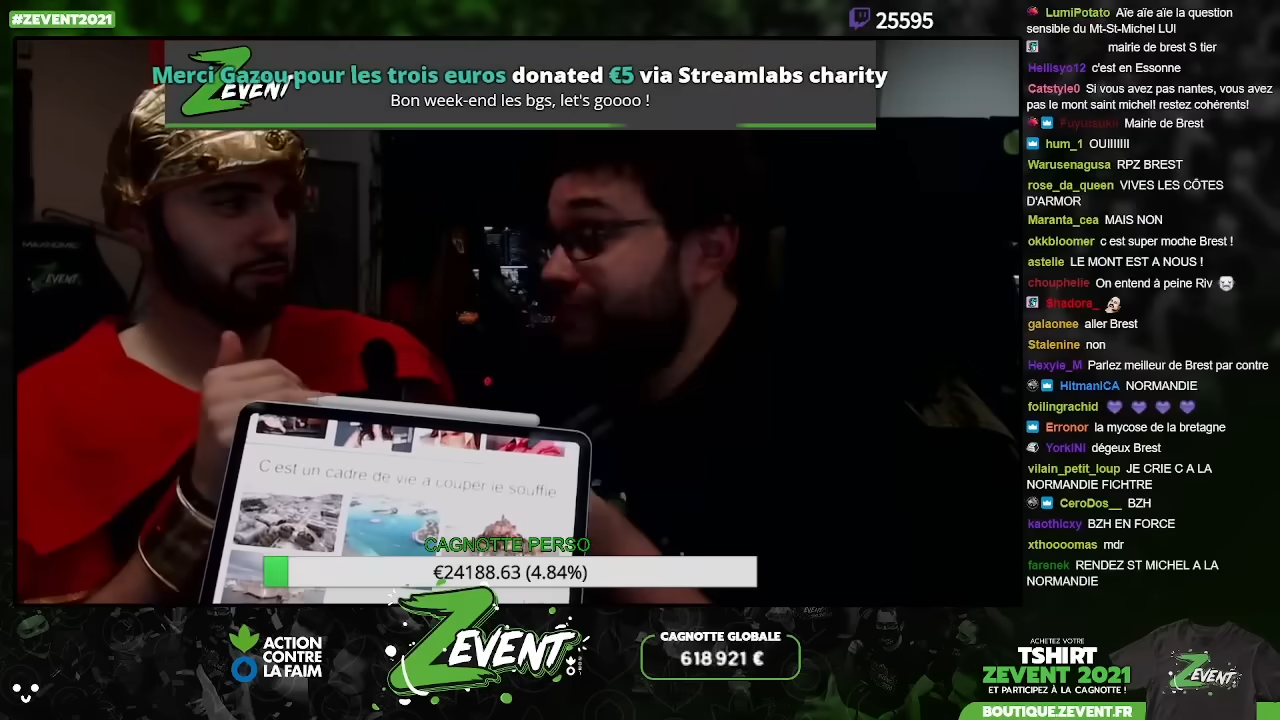 #ZEVENT2021
25595
ZEVENT
Merci Gazou pour les trois euros donated €5 via Streamlabs charity
Bon week-end les bgs, let's goooo !
ZEVENT
C'est un cadre de vie à couper le souffle
CAGNOTTE PERSO
€24188.63 (4.84%)
ACTION
CONTRE
LA FAIM
ZEVENT
CAGNOTTE GLOBALE
618 921 €
LumiPotato Aïe aïe aïe la question
sensible du Mt-St-Michel LUI
mairie de brest S tier
Hellisyo12 c'est en Essonne
Catstyle0 Si vous avez pas nantes, vous avez
pas le mont saint michell restez cohérents!
Mairie de Brest
hum_1 OUIIIIIII
Warusenagusa RPZ BREST
rose_da_queen VIVES LES CÔTES
D'ARMOR
Maranta_cea MAIS NON
okkbloomer c est super moche Brest !
astelie LE MONT EST A NOUS !
chouphelie On entend à peine Riv
Shadora_
galaonee aller Brest
Stalenine non
Hexyle_M Parlez meilleur de Brest par contre
HitmaniCA NORMANDIE
foilingrachid
Erronor la mycose de la bretagne
YorkiNi dégeux Brest
vilain_petit_loup JE CRIE C A LA
NORMANDIE FICHTRE
CeroDos__ BZH
kaothicxy BZH EN FORCE
xthoooomas mdr
farenek RENDEZ ST MICHEL A LA
NORMANDIE
ACHETEZ VOTRE
TSHIRT
ZEVENT 2021
ET PARTICIPEZ À LA CAGNOTTE !
BOUTIQUE.ZEVENT.FR
ZEVENT